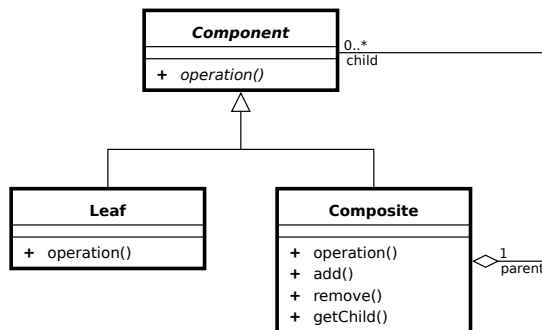 Component
+ operation()
0..*
child
Leaf
+ operation()
Composite
+ operation()
+ add()
+ remove()
+ getChild()
1
parent